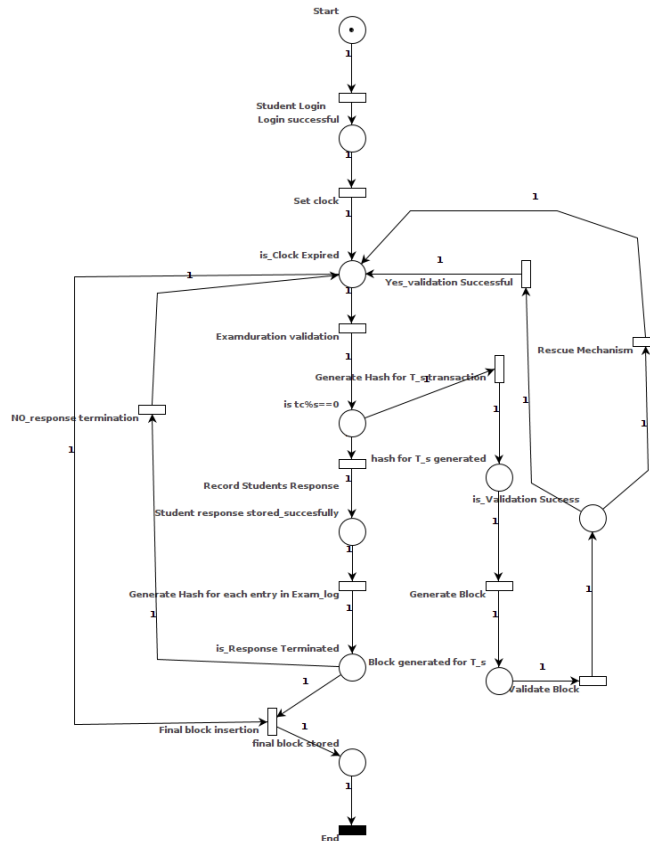 Start
1
Student Login
Login successful
1
Set clock
1
1
is_Clock Expired
1
1
Yes_validation Successful
1
Examduration validation
Rescue Mechanism
1
Generate Hash for T_s transaction
1
is tc%s==0
1
NO_response termination
1
1
1
hash for T_s generated
1
Record Students Response
is_Validation Success
Student response stored_succesfully
1
1
Generate Hash for each entry in Exam_log
Generate Block
1
1
1
1
is_Response Terminated
Block generated for T_s
1
1
Validate Block
Final block insertion
1
final block stored
1
End